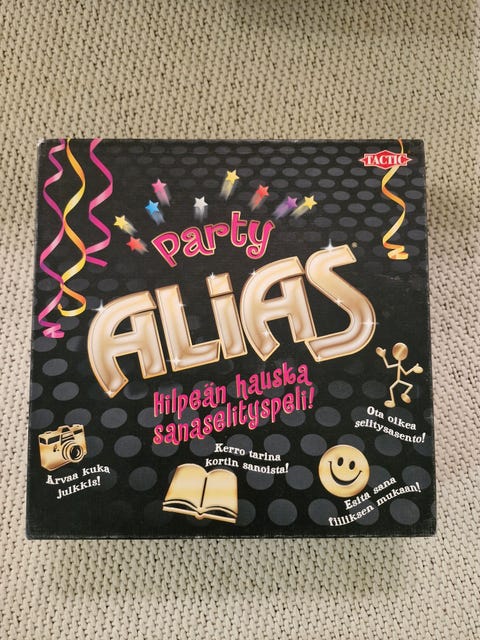 TACTIC
Party
ALiAS
Hilpeän hauska
sanaselityspeli!
Ota oikea
selitysasento!
Arvaa kuka
julkkis!
Kerro tarina
kortin sanoista!
Esitä sana
fiiliksen mukaan!